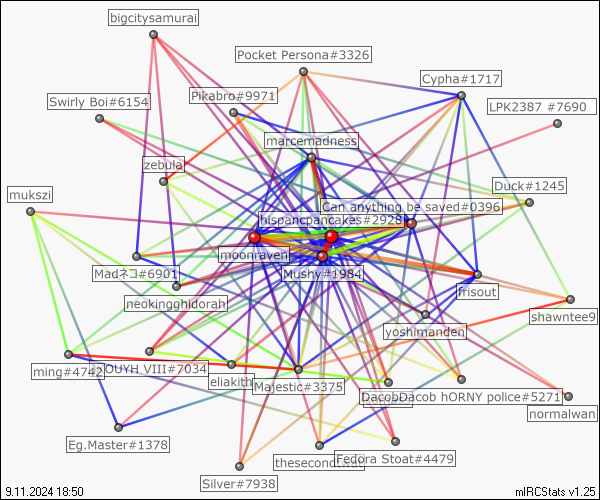 bigcitysamurai
Pocket Persona#3326
Cypha#1717
Pikabro#9971
Swirly Boi#6154
LPK2387 #7690
marcemadness
zebula
Duck#1245
mukszi
Can anything be saved#0396
hispancpancakes#2928
moonraven
Madネコ#6901
Mushy#1984
frisout
neokingghidorah
shawntee9
yoshimanden
ming#4742
OUYH VIII#7034
eliakith
Majestic#3375
DacobDacob hORNY police#5271
normalwan
Eg.Master#1378
Fedora Stoat#4479
Silver#7938
9.11.2024 18:50
mIRCStats v1.25